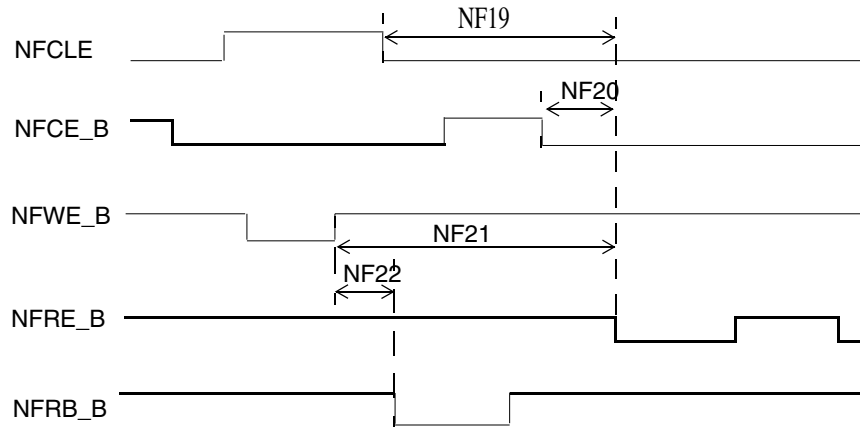 NF19
NFCLE
NF20
NFCE_B
NFWE_B
NF21
NF22
NFRE_B
NFRB_B